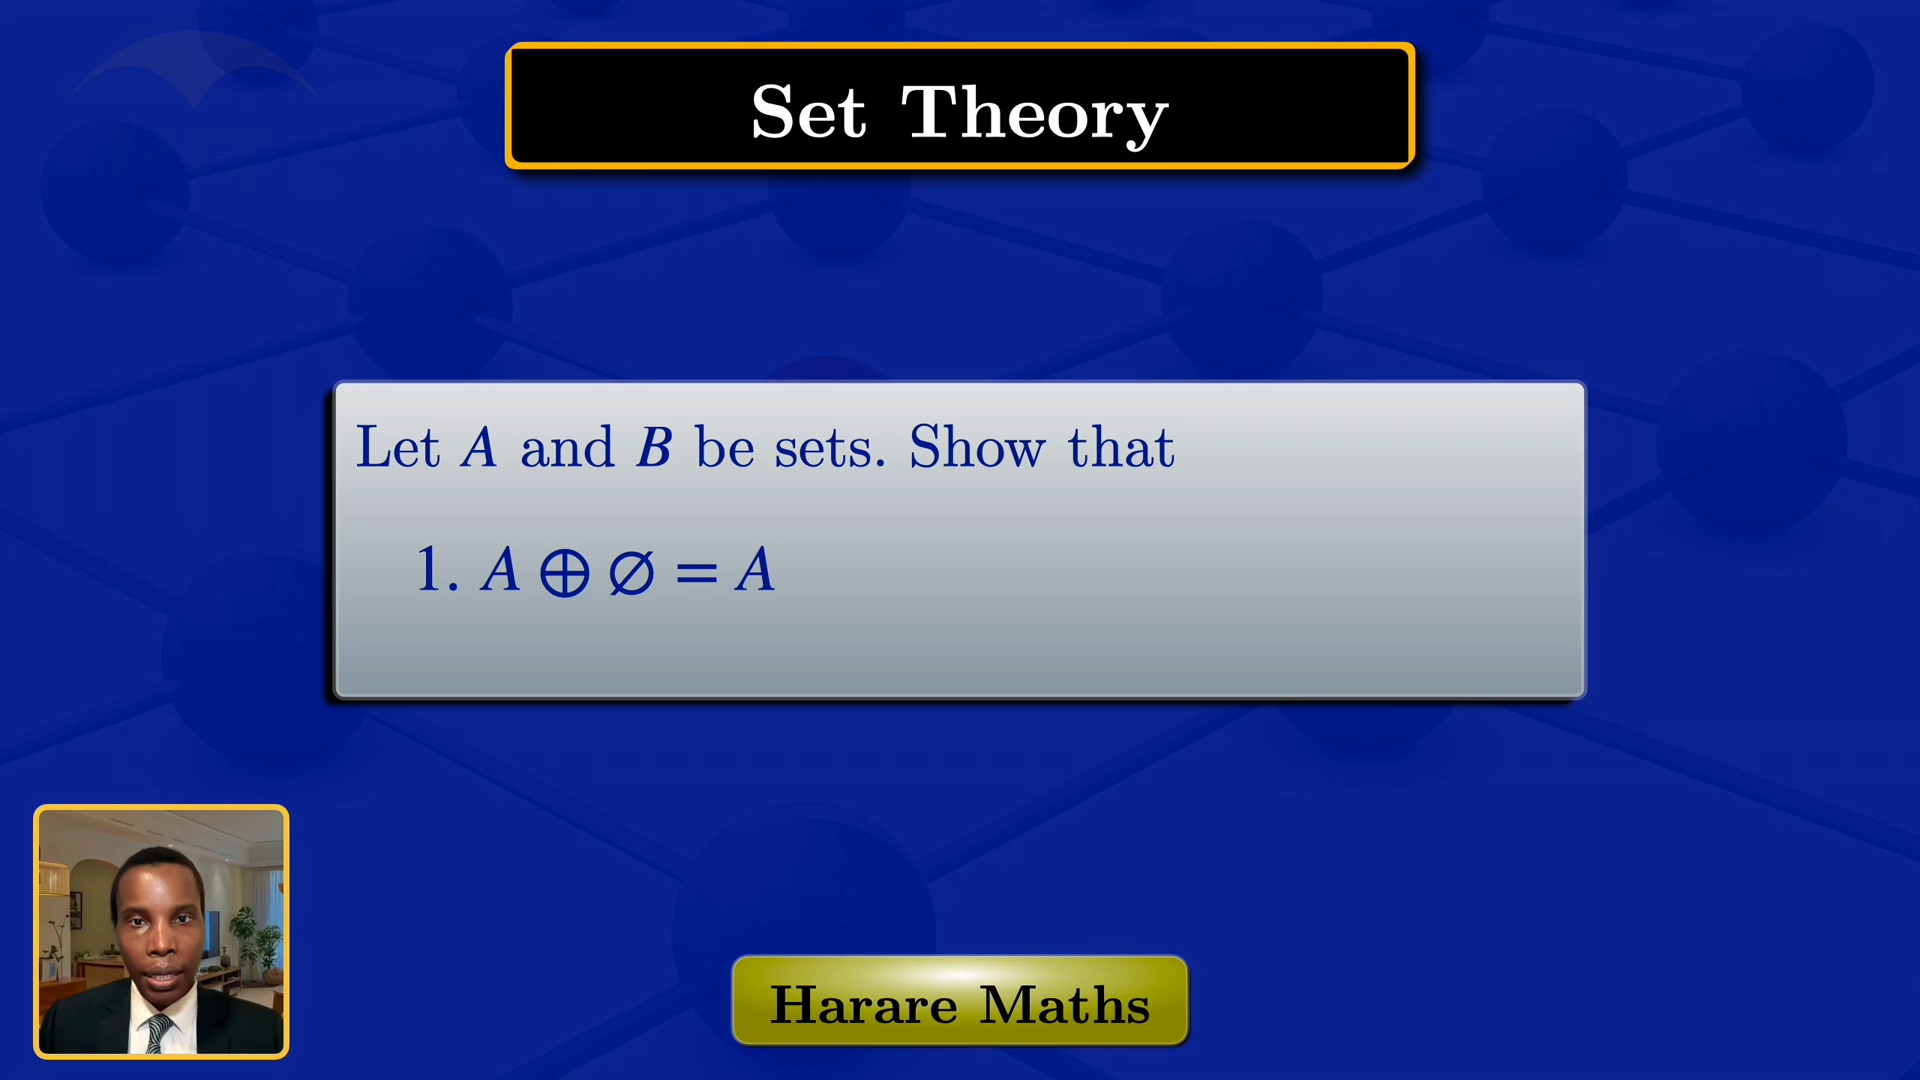 Set Theory
Let A and B be sets. Show that
1. A ⊕ ∅ = A
Harare Maths